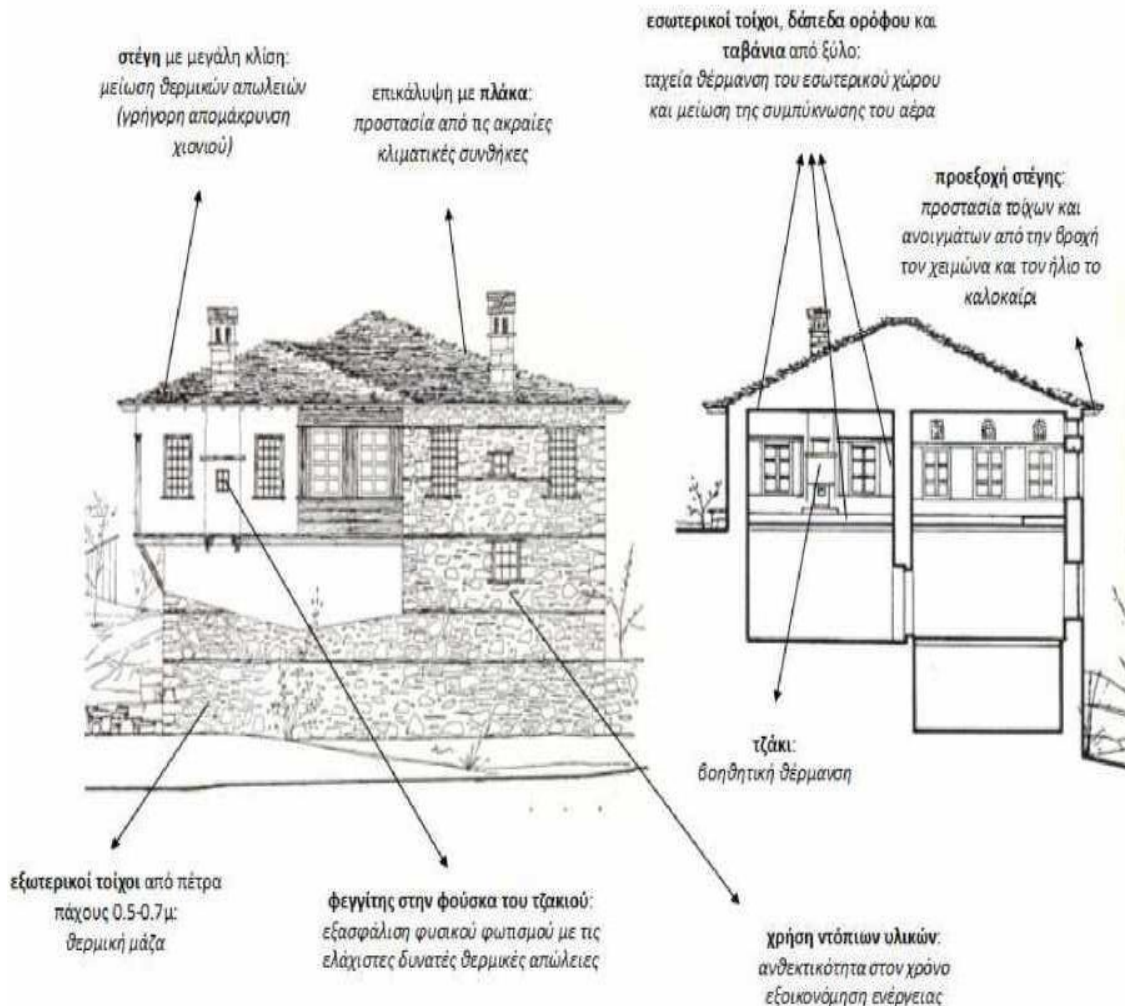 στέγη με μεγάλη κλίση:
μείωση θερμικών απωλειών
(γρήγορη απομάκρυνση
χιονιού)
επικάλυψη με πλάκα:
προστασία από τις ακραίες
κλιματικές συνθήκες
εσωτερικοί τοίχοι, δάπεδα ορόφου και
ταβάνια από ξύλο:
ταχεία θέρμανση του εσωτερικού χώρου
και μείωση της συμπύκνωσης του αέρα
προεξοχή στέγης:
προστασία τοίχων και
ανοιγμάτων από την βροχή
τον χειμώνα και τον ήλιο το
καλοκαίρι
τζάκι:
βοηθητική θέρμανση
εξωτερικοί τοίχοι από πέτρα
πάχους 0.5-0.7μ:
θερμική μάζα
φεγγίτης στην φούσκα του τζακιού:
εξασφάλιση φυσικού φωτισμού με τις
ελάχιστες δυνατές θερμικές απώλειες
χρήση ντόπιων υλικών:
ανθεκτικότητα στον χρόνο
εξοικονόμηση ενέργειας